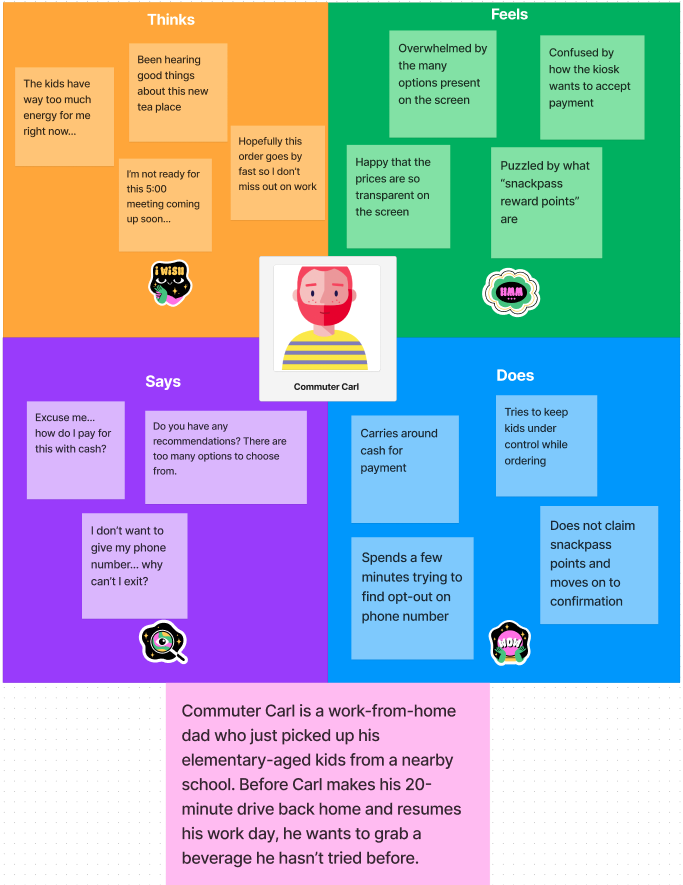 Thinks
The kids have
way too much
energy for me
right now...
Been hearing
good things
about this new
tea place
Hopefully this
order goes by
fast so I don't
miss out on work
I'm not ready for
this 5:00
meeting coming
up soon...
I WISH
Feels
Overwhelmed by
the many
options present
on the screen
Confused by
how the kiosk
wants to accept
payment
Happy that the
prices are so
transparent on
the screen
Puzzled by what
“snackpass
reward points”
are
HMM
Commuter Carl
Says
Excuse me...
how do I pay for
this with cash?
Do you have any
recommendations? There are
too many options to choose
from.
I don't want to
give my phone
number... why
can't I exit?
Does
Carries around
cash for
payment
Tries to keep
kids under
control while
ordering
Spends a few
minutes trying to
find opt-out on
phone number
Does not claim
snackpass
points and
moves on to
confirmation
WOW
Commuter Carl is a work-from-home
dad who just picked up his
elementary-aged kids from a nearby
school. Before Carl makes his 20-
minute drive back home and resumes
his work day, he wants to grab a
beverage he hasn't tried before.